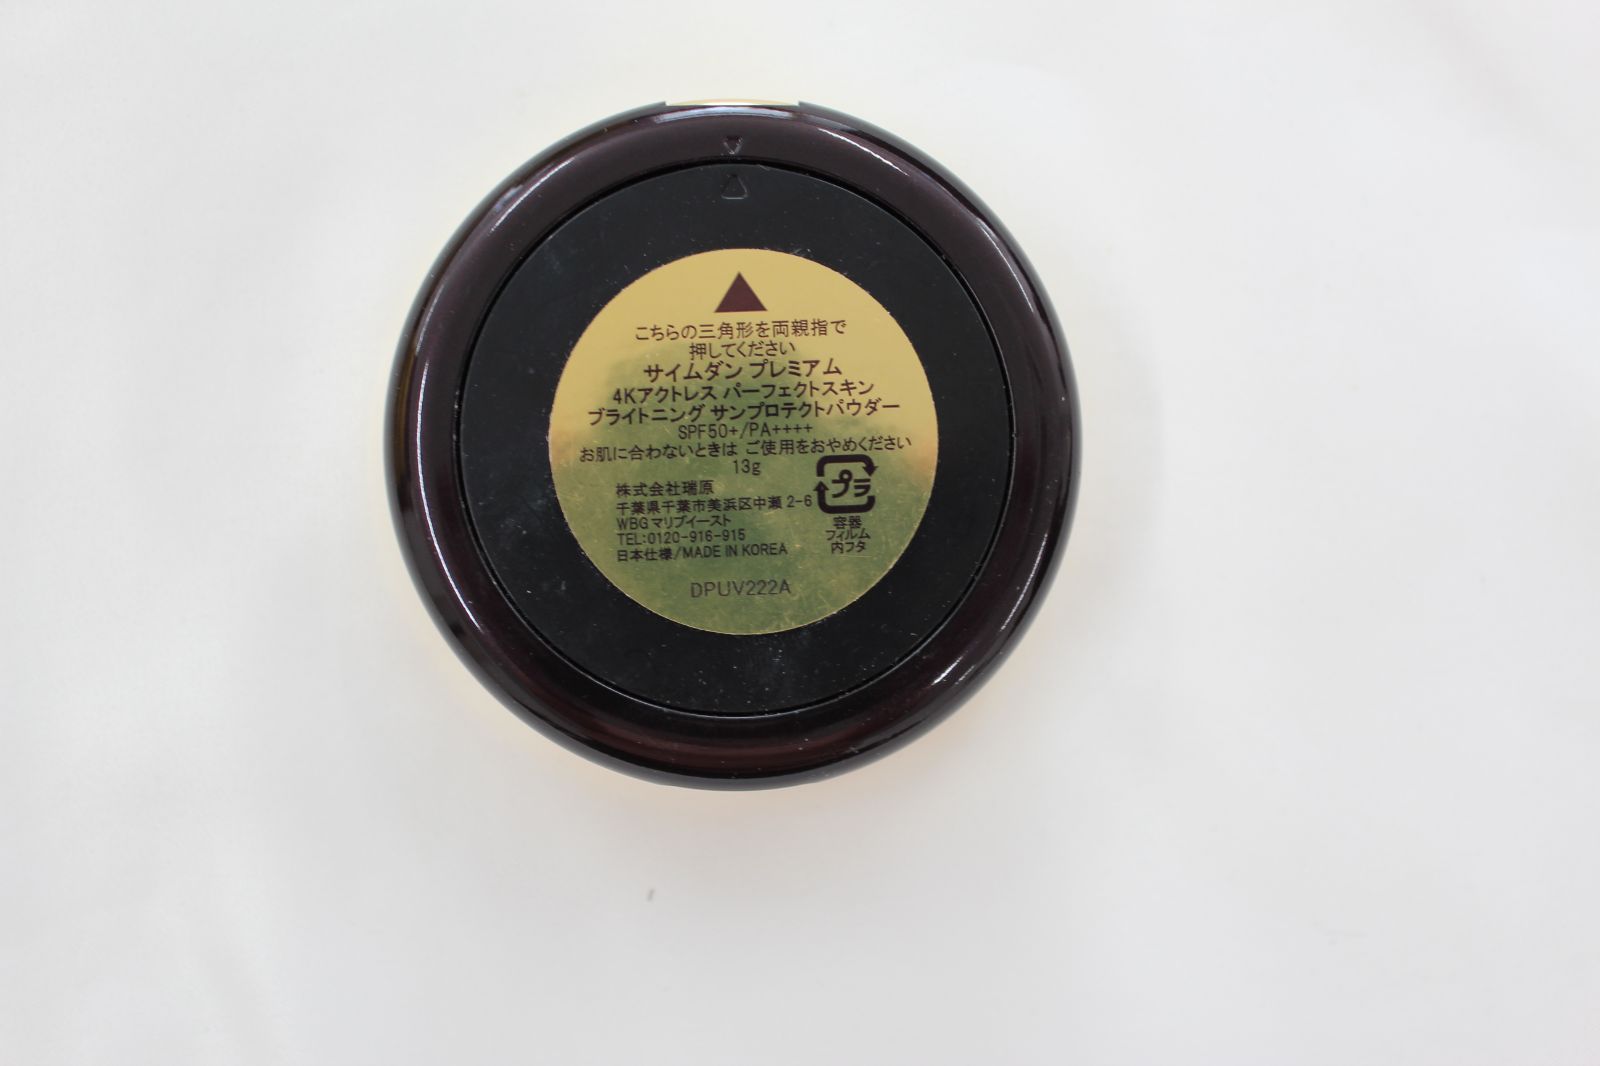 こちらの三角形を両親指で
押してください
サイムダン プレミアム
4Kアクトレス パーフェクトスキン
ブライトニング サンプロテクトパウダー
SPF50+/PA++++
お肌に合わないときは ご使用をおやめください
13g
株式会社瑞原
千葉県千葉市美浜区中瀬 2-6
WBGマリブイースト
TEL:0120-916-915
日本仕様/MADE IN KOREA
プラ
容器
フィルム
内フタ
DPUV222A